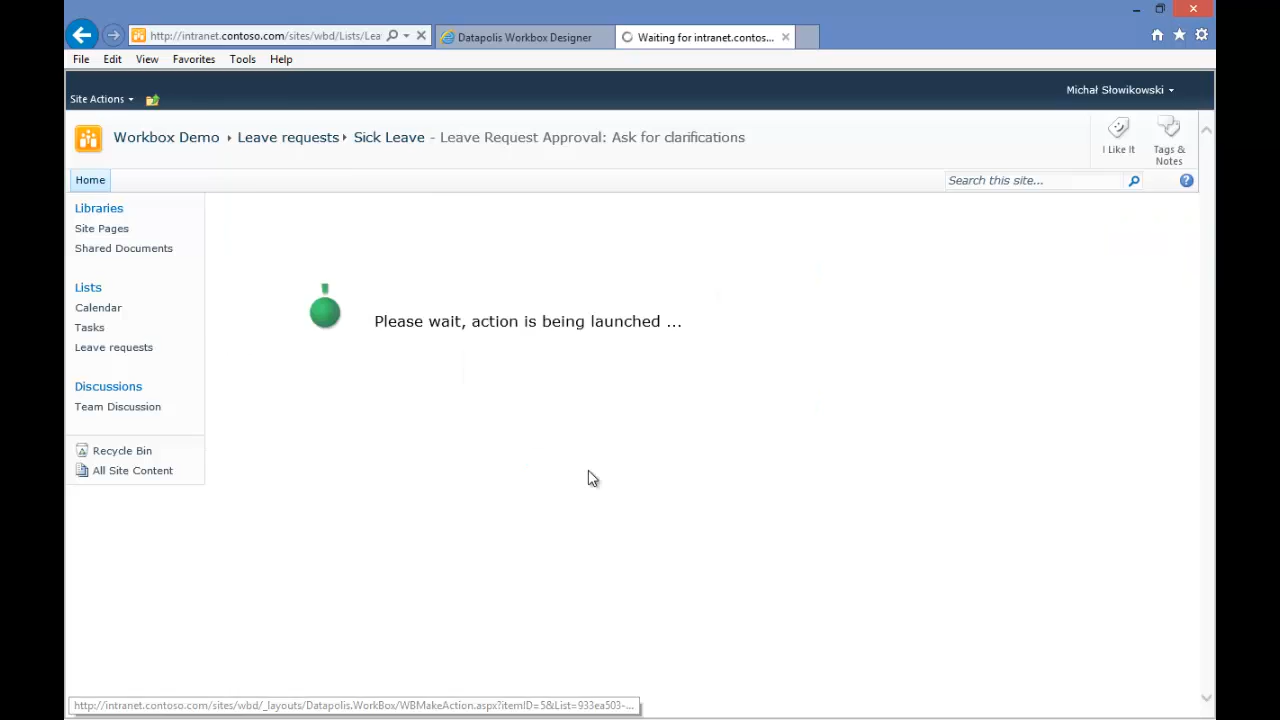 http://intranet.contoso.com/sites/wbd/Lists/Lea
Datapolis Workbox Designer
Waiting for intranet.contos...
File Edit View Favorites Tools Help
Site Actions
Michał Słowikowski
Workbox Demo Leave requests Sick Leave - Leave Request Approval: Ask for clarifications
I Like It
Tags & Notes
Home
Search this site...
Libraries
Site Pages
Shared Documents
Lists
Calendar
Tasks
Leave requests
Discussions
Team Discussion
Recycle Bin
All Site Content
Please wait, action is being launched ...
http://intranet.contoso.com/sites/wbd/_layouts/Datapolis.WorkBox/WBMakeAction.aspx?itemID=5&List=933ea503-...